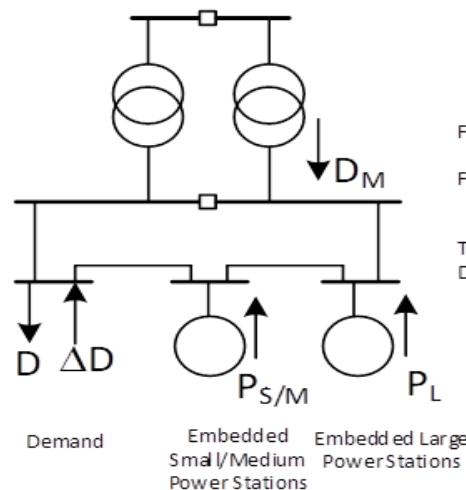 F
D_M
F
T
D
D ΔD
P_S/M
P_L
Demand
Embedded
Small/Medium
Power Stations
Embedded Large
Power Stations